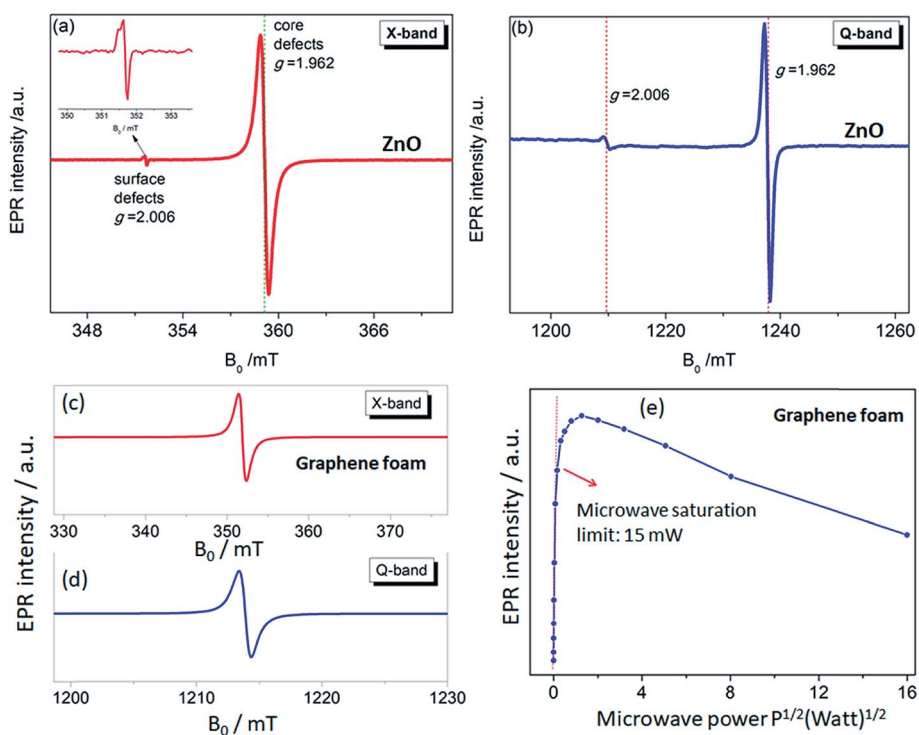 (a)
X-band
core
defects
g=1.962
350 351 352 353
B0 / mT
ZnO
surface
defects
g=2.006
EPR intensity /a.u.
348 354 360 366
B0 /mT
(b)
Q-band
g=1.962
g=2.006
ZnO
EPR intensity /a.u.
1200 1220 1240 1260
B0 /mT
(c)
X-band
Graphene foam
330 340 350 360 370
B0 / mT
EPR intensity / a.u.
(d)
Q-band
1200 1210 1220 1230
B0 / mT
(e)
Graphene foam
Microwave saturation
limit: 15 mW
EPR intensity / a.u.
0 4 8 12 16
Microwave power P1/2(Watt)1/2